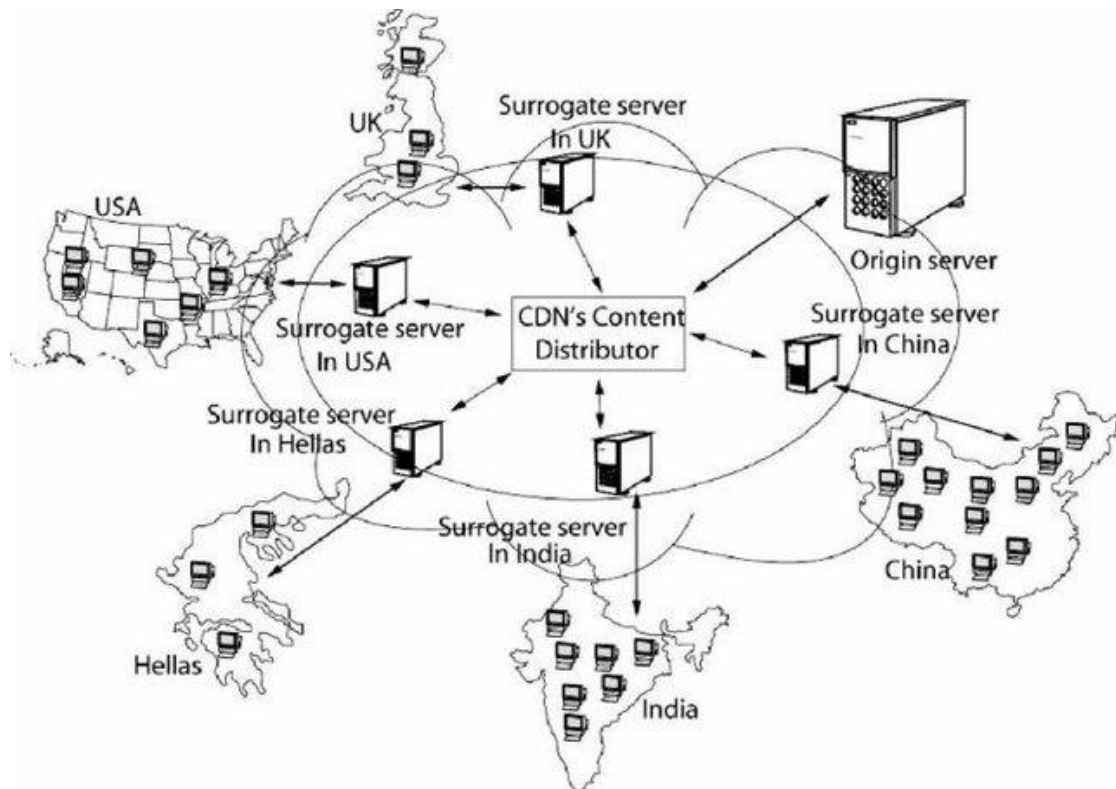 Surrogate server
In UK
UK
USA
Origin server
Surrogate server
In USA
CDN's Content
Distributor
Surrogate server
In China
Surrogate server
In Hellas
Surrogate server
In India
China
Hellas
India